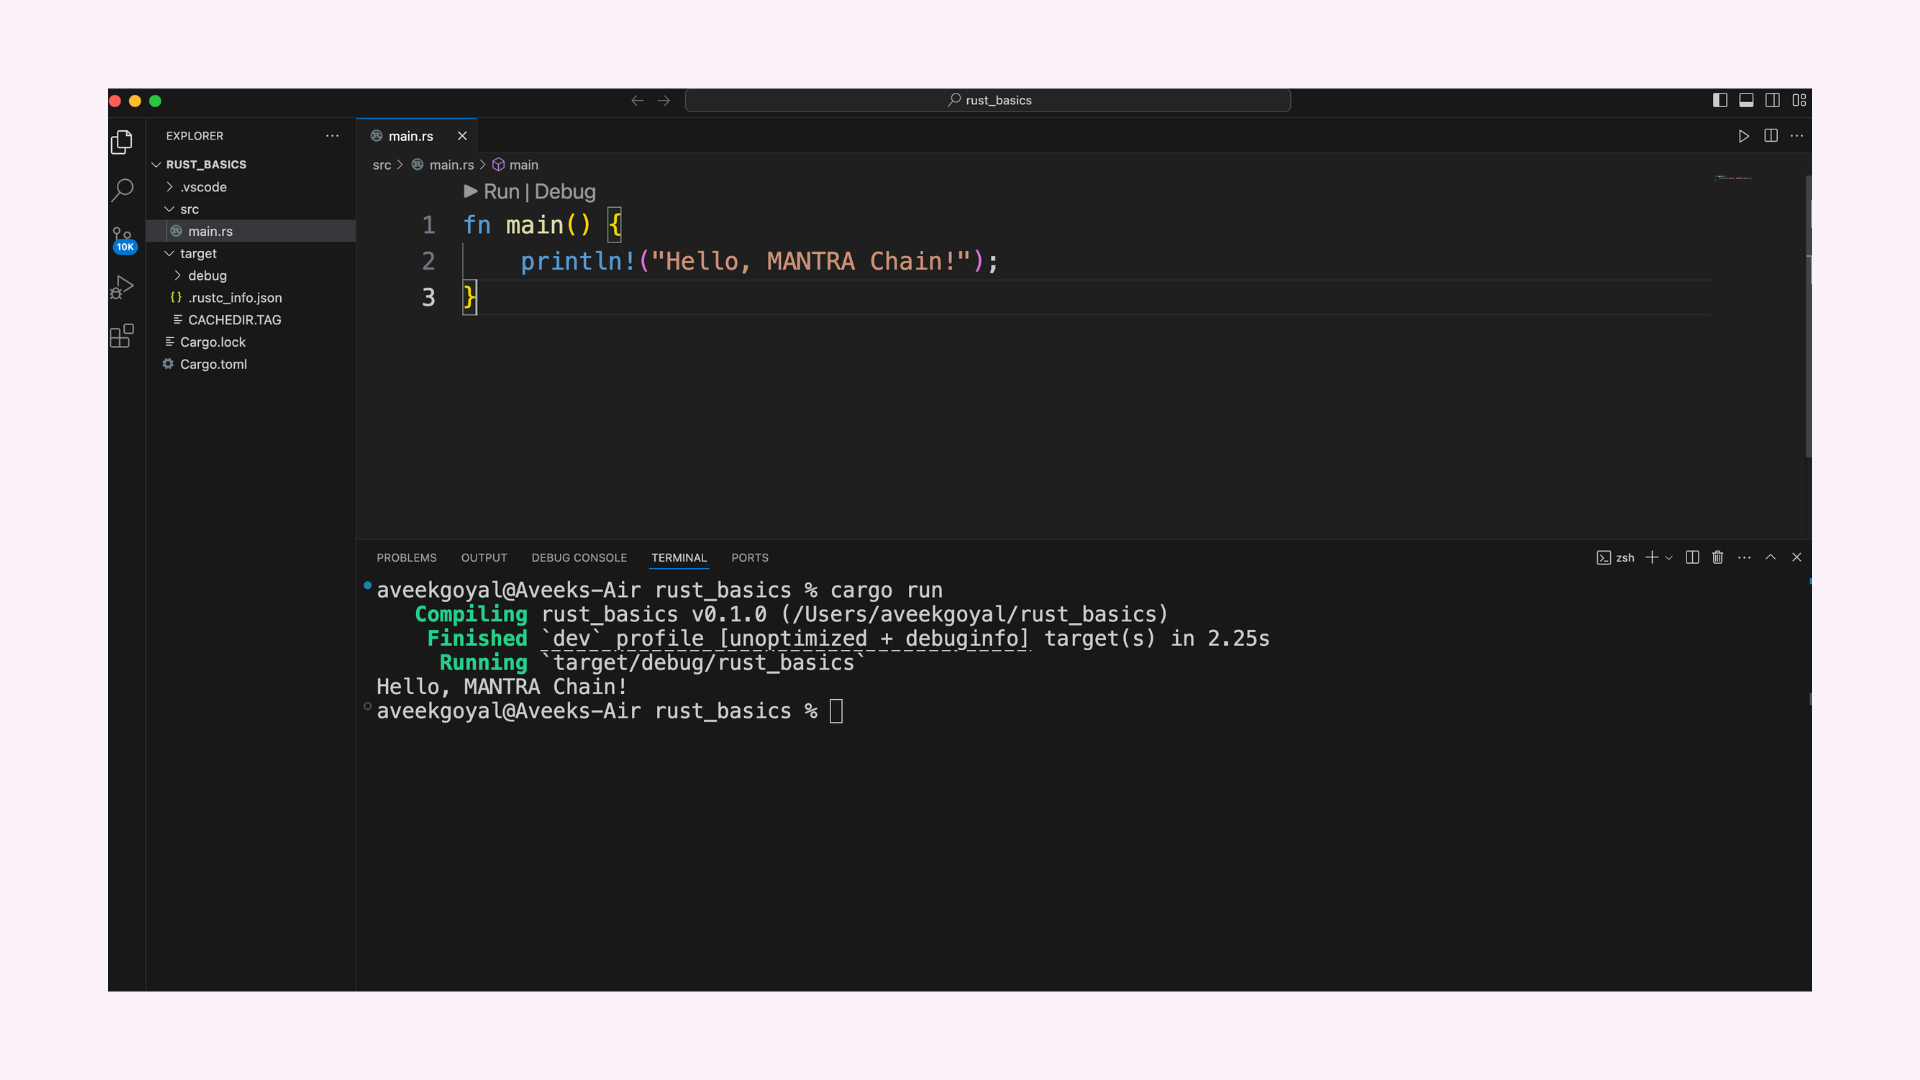 rust_basics
EXPLORER
RUST_BASICS
.vscode
src
main.rs
target
debug
{} .rustc_info.json
CACHEDIR.TAG
Cargo.lock
Cargo.toml
10K
main.rs
src > main.rs > main
Run | Debug
1 fn main() {
2     println!("Hello, MANTRA Chain!");
3 }
PROBLEMS OUTPUT DEBUG CONSOLE TERMINAL PORTS
zsh
aveekgoyal@Aveeks-Air rust_basics % cargo run
   Compiling rust_basics v0.1.0 (/Users/aveekgoyal/rust_basics)
    Finished `dev` profile [unoptimized + debuginfo] target(s) in 2.25s
     Running `target/debug/rust_basics`
Hello, MANTRA Chain!
aveekgoyal@Aveeks-Air rust_basics %